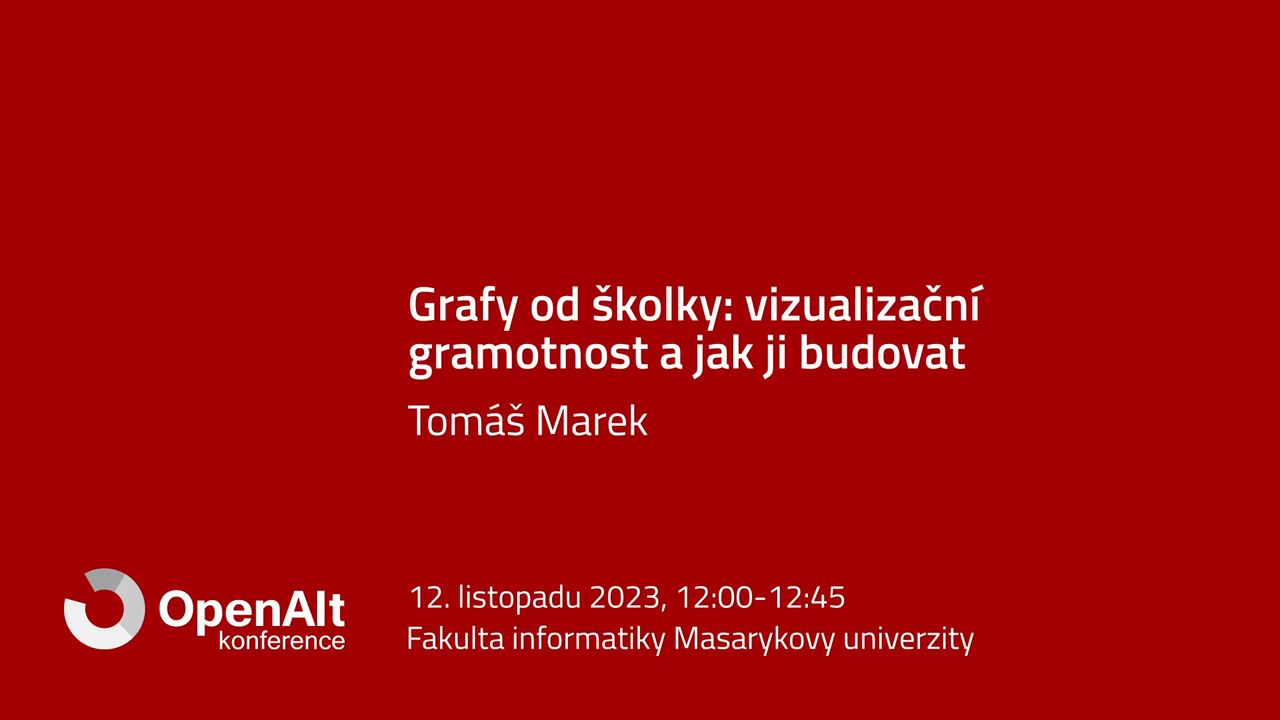 Grafy od školky: vizualizační
gramotnost a jak ji budovat
Tomáš Marek
OpenAlt
konference
12. listopadu 2023, 12:00-12:45
Fakulta informatiky Masarykovy univerzity